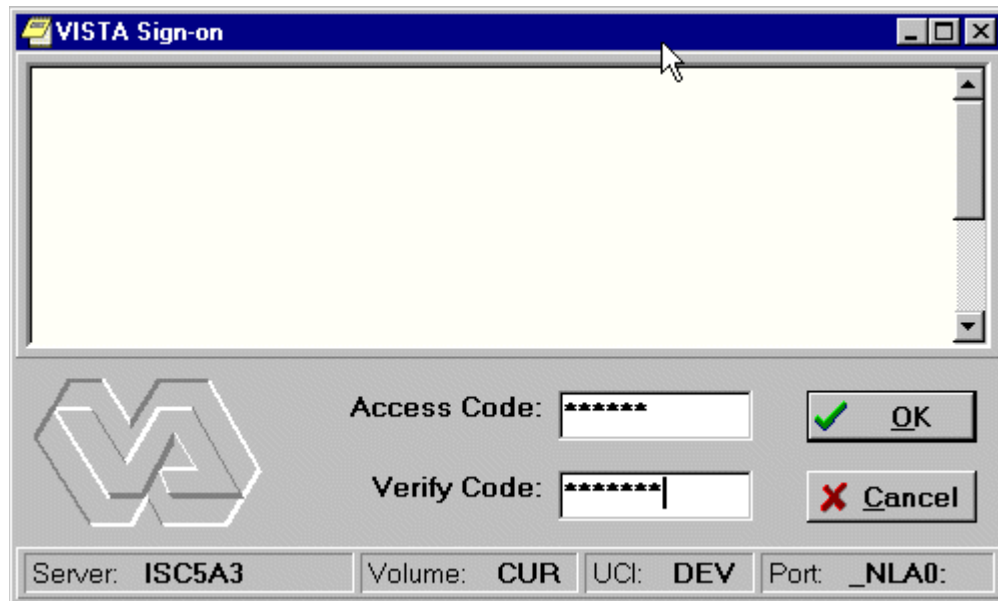 VISTA Sign-on
Access Code: ******
OK
Verify Code: *******
Cancel
Server: ISC5A3 Volume: CUR UCI: DEV Port: _NLA0: